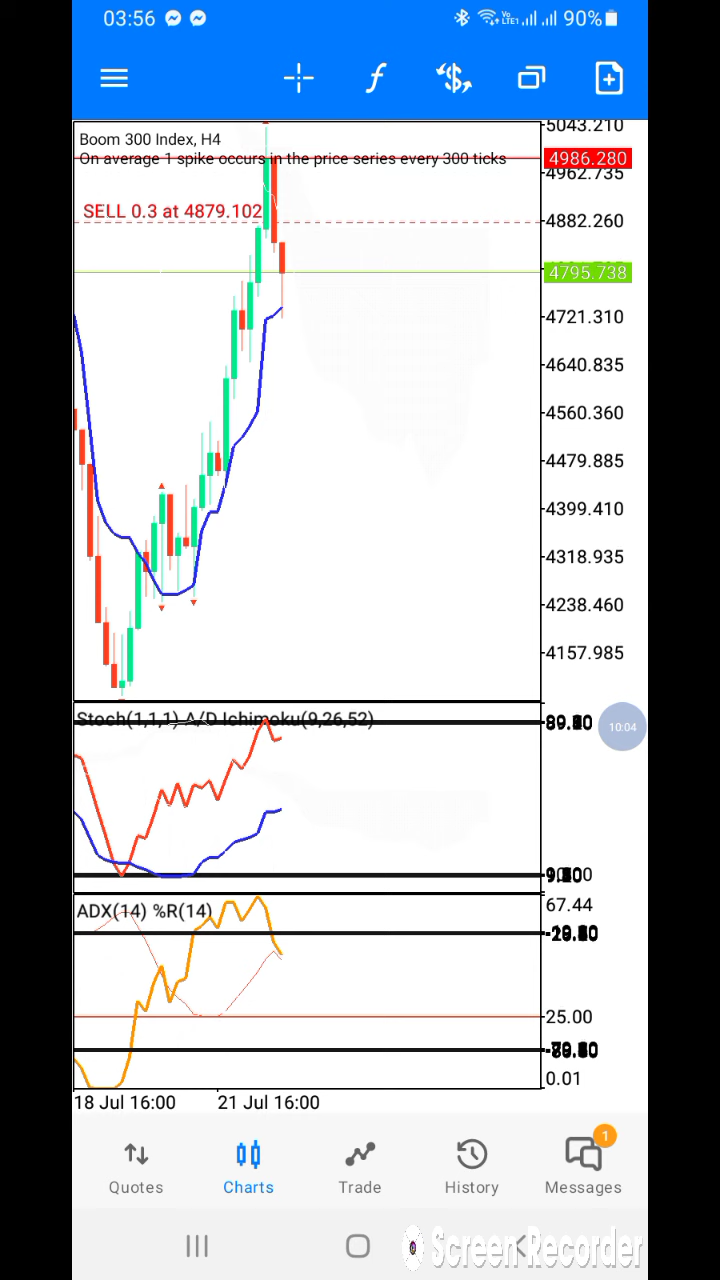 03:56
Vo
LTE1
90%
Boom 300 Index, H4
On average 1 spike occurs in the price series every 300 ticks
SELL 0.3 at 4879.102
5043.210
4986.280
4962.735
4882.260
4795.738
4721.310
4640.835
4560.360
4479.885
4399.410
4318.935
4238.460
4157.985
Stoch(1,1,1) A/D Ichimoku(9,26,52)
10:04
ADX(14) %R(14)
67.44
25.00
0.01
18 Jul 16:00
21 Jul 16:00
Quotes
Charts
Trade
History
1
Messages
Screen Recorder